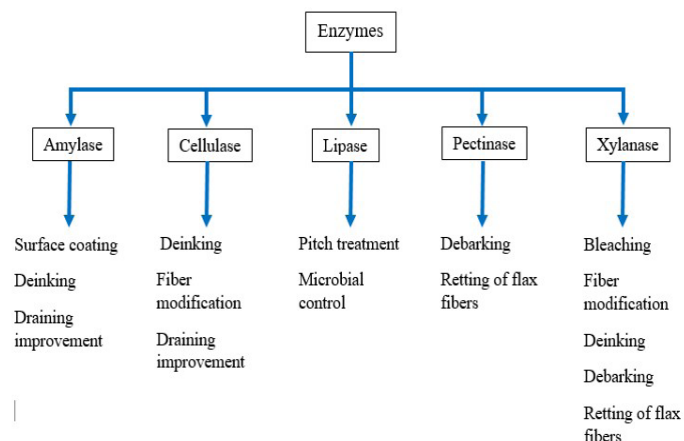 Enzymes
Amylase
Cellulase
Lipase
Pectinase
Xylanase
Surface coating
Deinking
Draining
improvement
Deinking
Fiber
modification
Draining
improvement
Pitch treatment
Microbial
control
Debarking
Retting of flax
fibers
Bleaching
Fiber
modification
Deinking
Debarking
Retting of flax
fibers